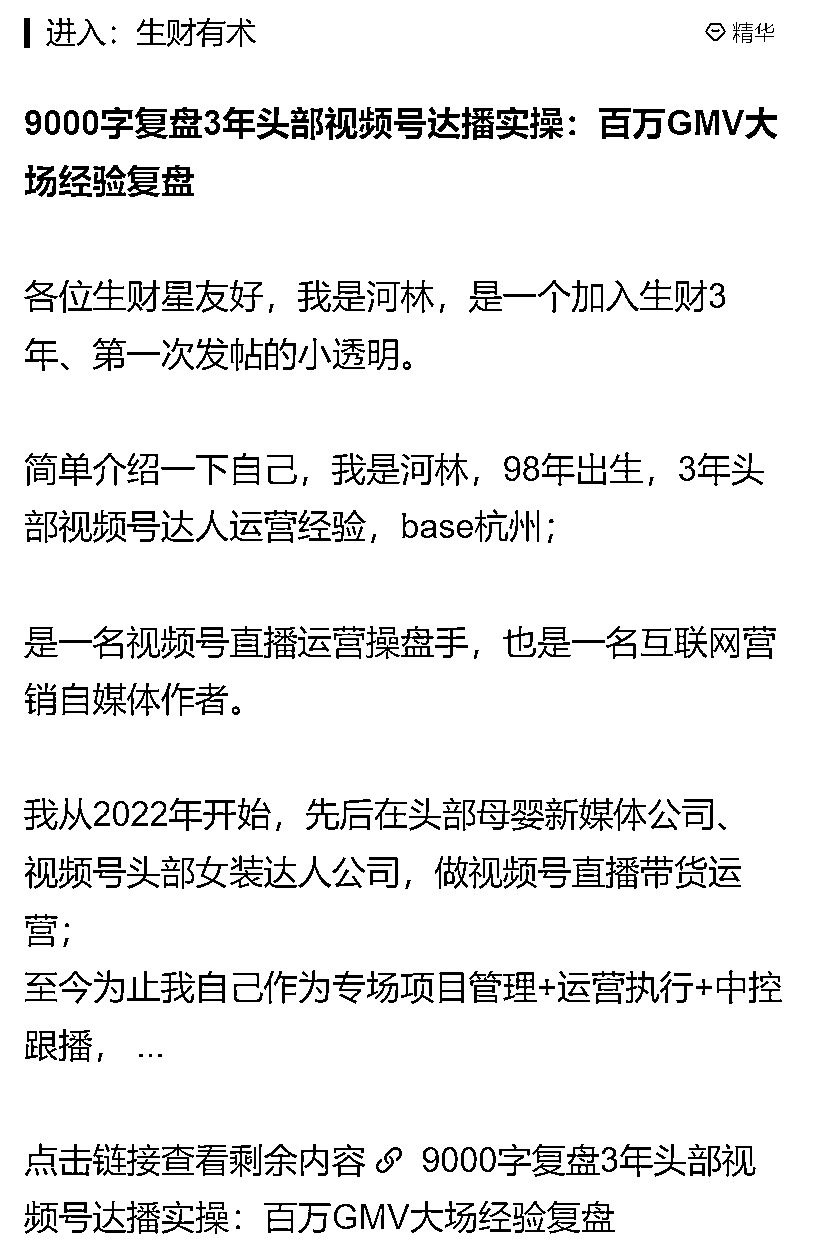 进入：生财有术
精华
9000字复盘3年头部视频号达播实操：百万GMV大
场经验复盘
各位生财星友好，我是河林，是一个加入生财3
年、第一次发帖的小透明。
简单介绍一下自己，我是河林，98年出生，3年头
部视频号达人运营经验，base杭州；
是一名视频号直播运营操盘手，也是一名互联网营
销自媒体作者。
我从2022年开始，先后在头部母婴新媒体公司、
视频号头部女装达人公司，做视频号直播带货运
营；
至今为止我自己作为专场项目管理+运营执行+中控
跟播， ...
点击链接查看剩余内容 9000字复盘3年头部视
频号达播实操：百万GMV大场经验复盘